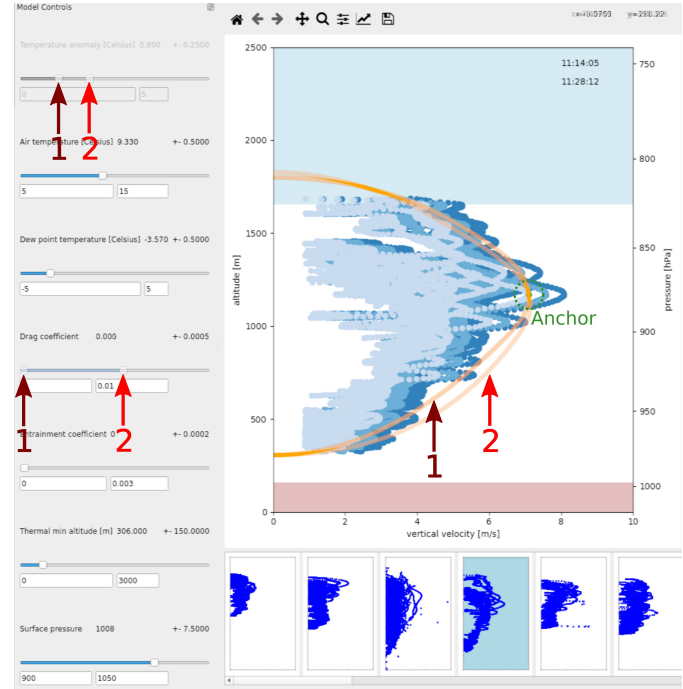 Model Controls
Temperature anomaly [Celsius] 3.800 +- 0.2500
0 5
1 2
Air temperature [Celsius] 9.330 +- 0.5000
5 15
Dew point temperature [Celsius] -3.570 +- 0.5000
-5 5
Drag coefficient 0.000 +- 0.0005
0.01
1 2
Entrainment coefficient 0 +- 0.0002
0 0.003
Thermal min altitude [m] 306.000 +- 150.0000
0 3000
Surface pressure 1008 +- 7.5000
900 1050
11:14:05
11:28:12
2500
2000
1500
1000
500
0
altitude [m]
0 2 4 6 8 10
vertical velocity [m/s]
750
800
850
900
950
1000
pressure [hPa]
Anchor
1 2